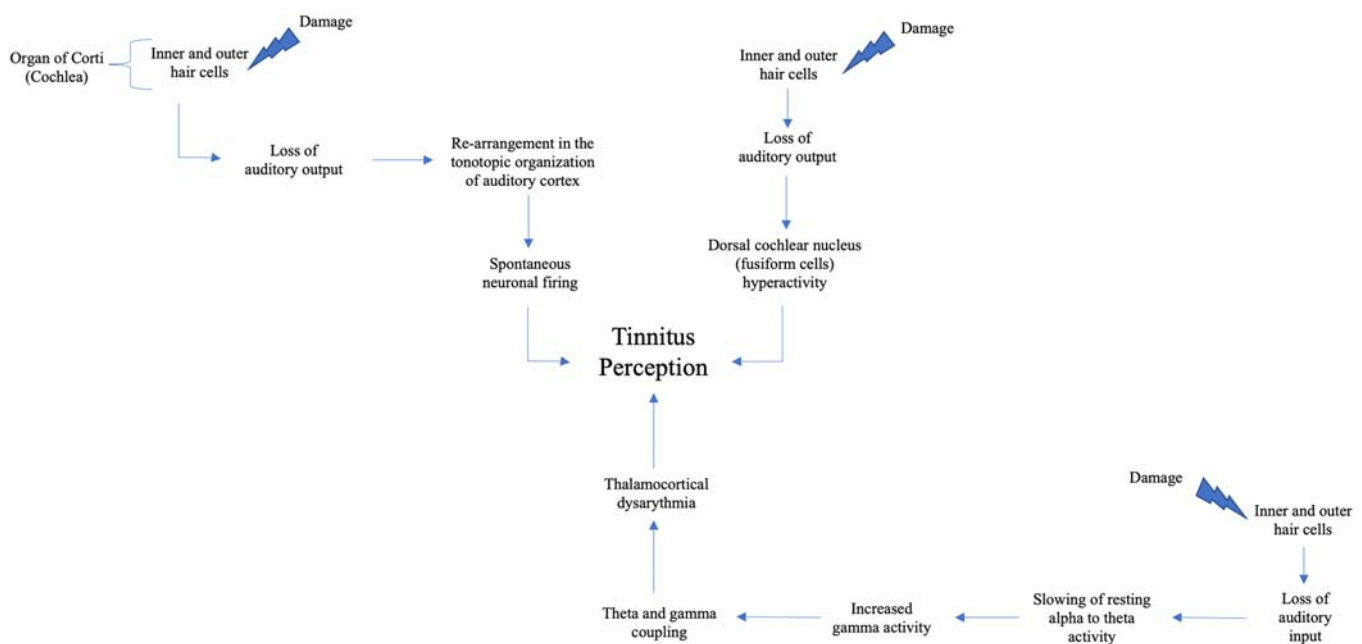 Damage
Organ of Corti
(Cochlea)
Inner and outer
hair cells
Loss of
auditory output
Re-arrangement in the
tonotopic organization
of auditory cortex
Spontaneous
neuronal firing
Damage
Inner and outer
hair cells
Loss of
auditory output
Dorsal cochlear nucleus
(fusiform cells)
hyperactivity
Tinnitus
Perception
Thalamocortical
dysarythmia
Theta and gamma
coupling
Increased
gamma activity
Slowing of resting
alpha to theta
activity
Loss of
auditory
input
Inner and outer
hair cells
Damage